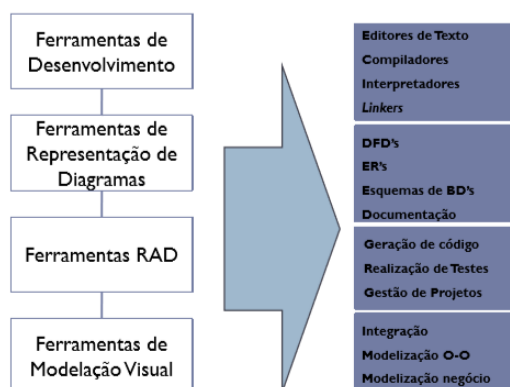 Ferramentas de
Desenvolvimento
Ferramentas de
Representação de
Diagramas
Ferramentas RAD
Ferramentas de
Modelação Visual
Editores de Texto
Compiladores
Interpretadores
Linkers
DFD's
ER's
Esquemas de BD's
Documentação
Geração de código
Realização de Testes
Gestão de Projetos
Integração
Modelização O-O
Modelização negócio